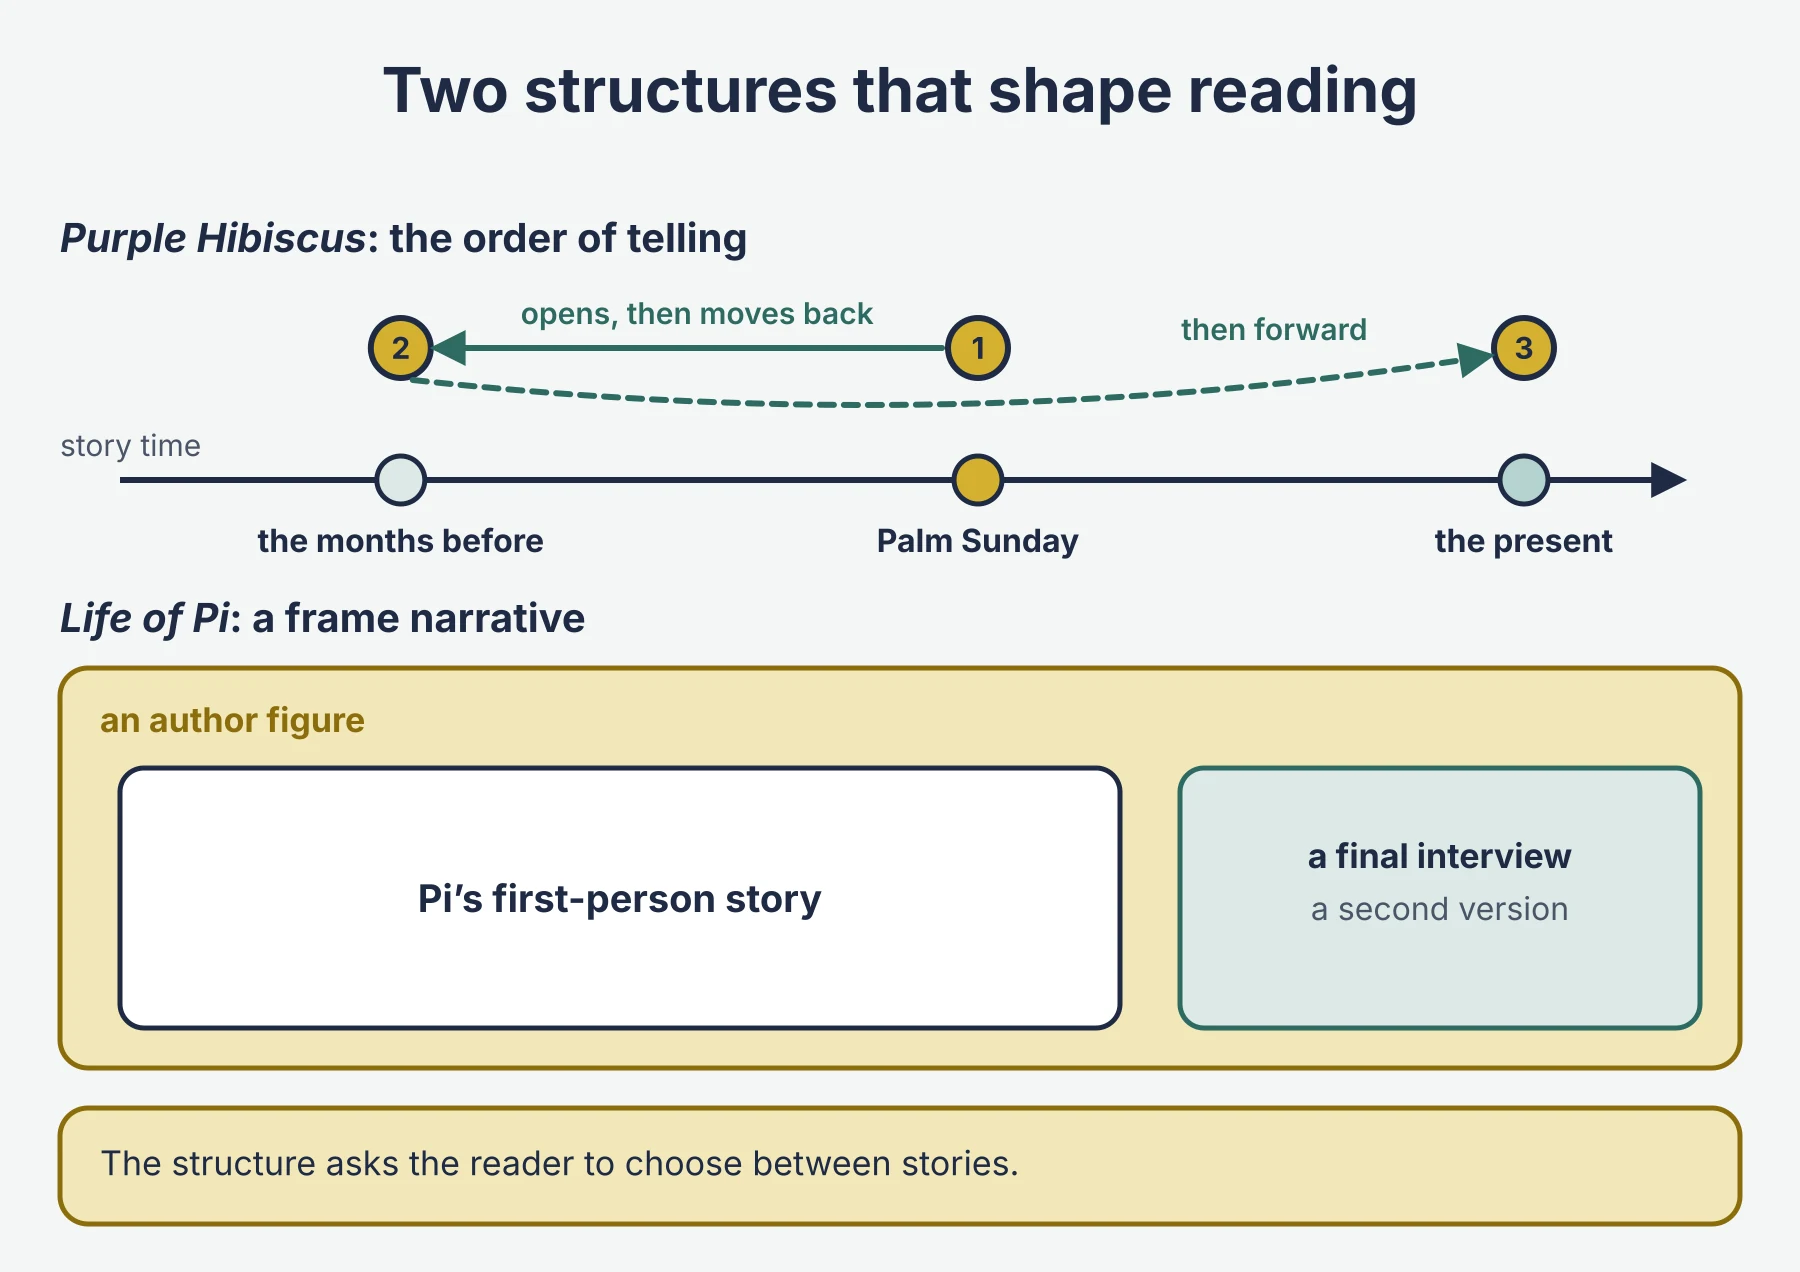 Two structures that shape reading
Purple Hibiscus: the order of telling
opens, then moves back
then forward
2
1
3
story time
the months before
Palm Sunday
the present
Life of Pi: a frame narrative
an author figure
Pi’s first-person story
a final interview
a second version
The structure asks the reader to choose between stories.